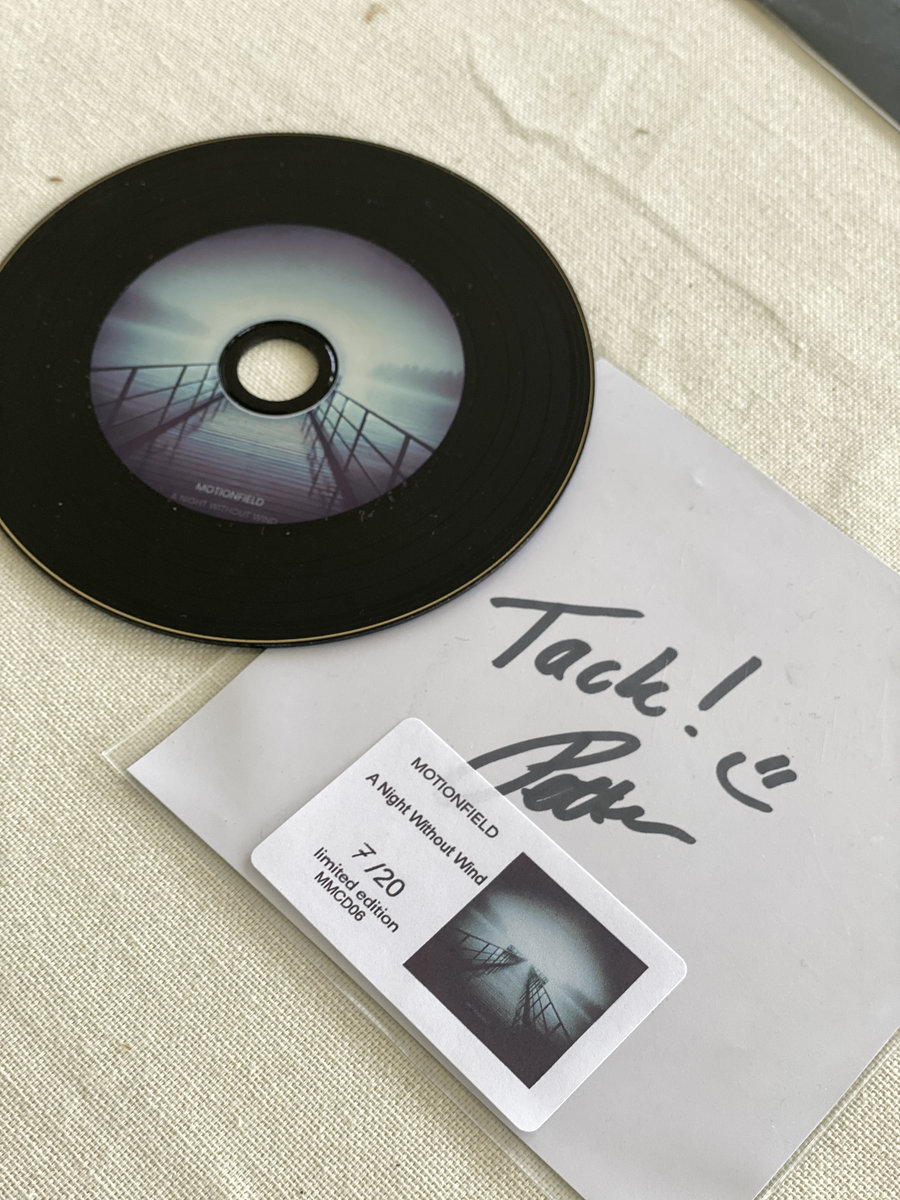 MOTIONFIELD
A NIGHT WITHOUT WIND
Tack!
MOTIONFIELD
A Night Without Wind
7/20
limited edition
MMCD06